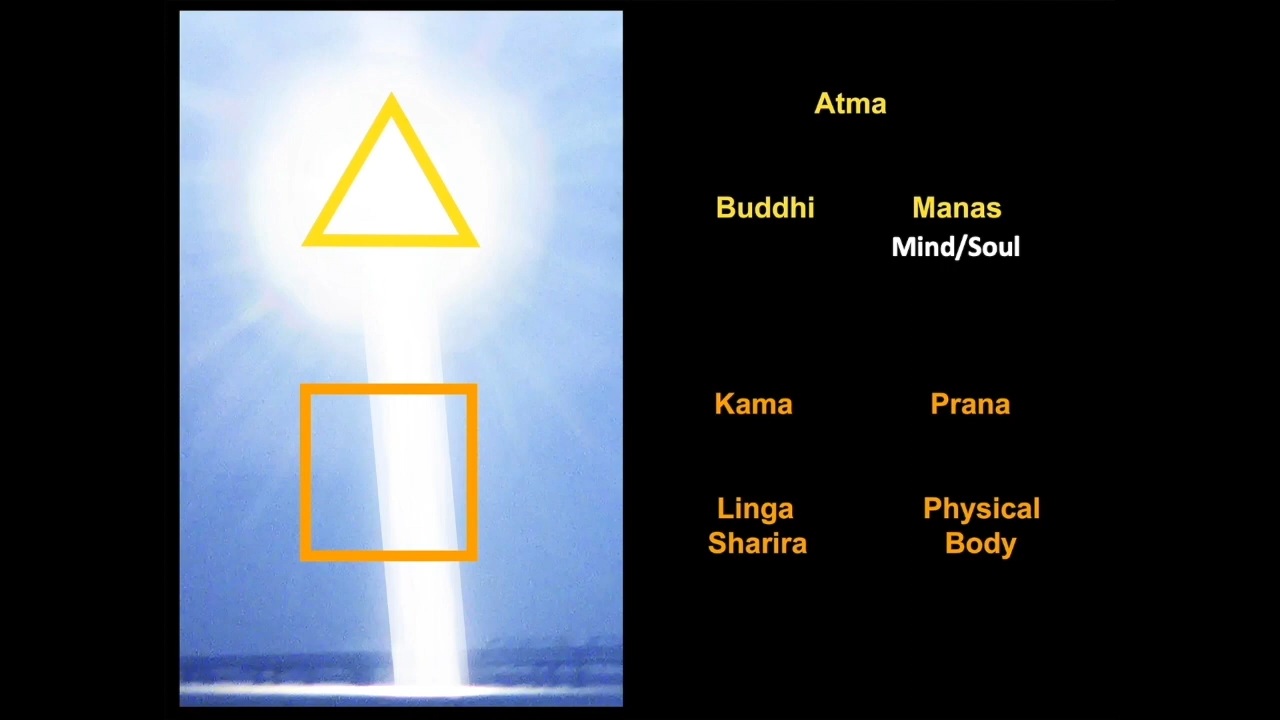 Atma
Buddhi Manas
Mind/Soul
Kama Prana
Linga Physical
Sharira Body